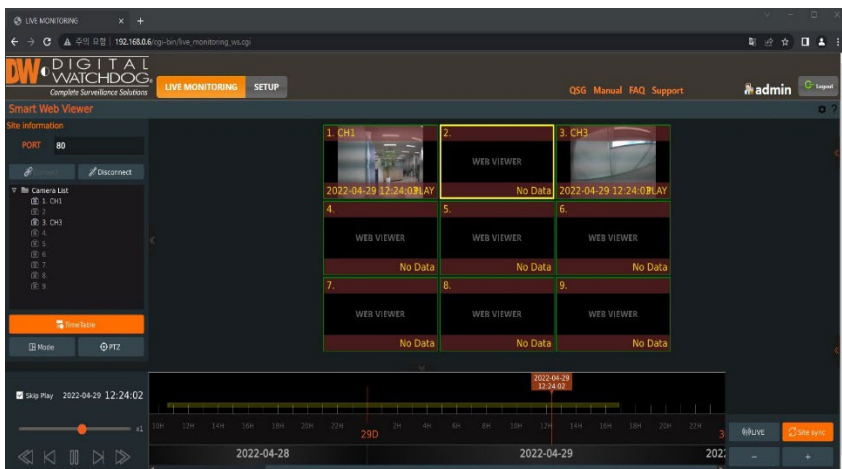 LIVE MONITORING
주의 요함 192.168.0.6/cgi-bin/live_monitoring_ws.cgi
DW DIGITAL
WATCHDOG®
Complete Surveillance Solutions
LIVE MONITORING SETUP
QSG Manual FAQ Support
admin Logout
Smart Web Viewer
Site information
PORT 80
Disconnect
Camera List
1. CH1
2
3. CH3
4.
5.
6.
7
8.
9.
TimeTable
Mode PTZ
1. CH1
2022-04-29 12:24:03 PLAY
2.
WEB VIEWER
No Data
3. CH3
2022-04-29 12:24:03 PLAY
4.
WEB VIEWER
No Data
5.
WEB VIEWER
No Data
6.
WEB VIEWER
No Data
7.
WEB VIEWER
No Data
8.
WEB VIEWER
No Data
9.
WEB VIEWER
No Data
Skip Play 2022-04-29 12:24:02
x1
2022-04-29
12:24:02
10H 12H 14H 16H 18H 20H 22H 29D 2H 4H 6H 8H 10H 12H 14H 16H 18H 20H 22H 3
2022-04-28 2022-04-29 202
LIVE Site sync
- +